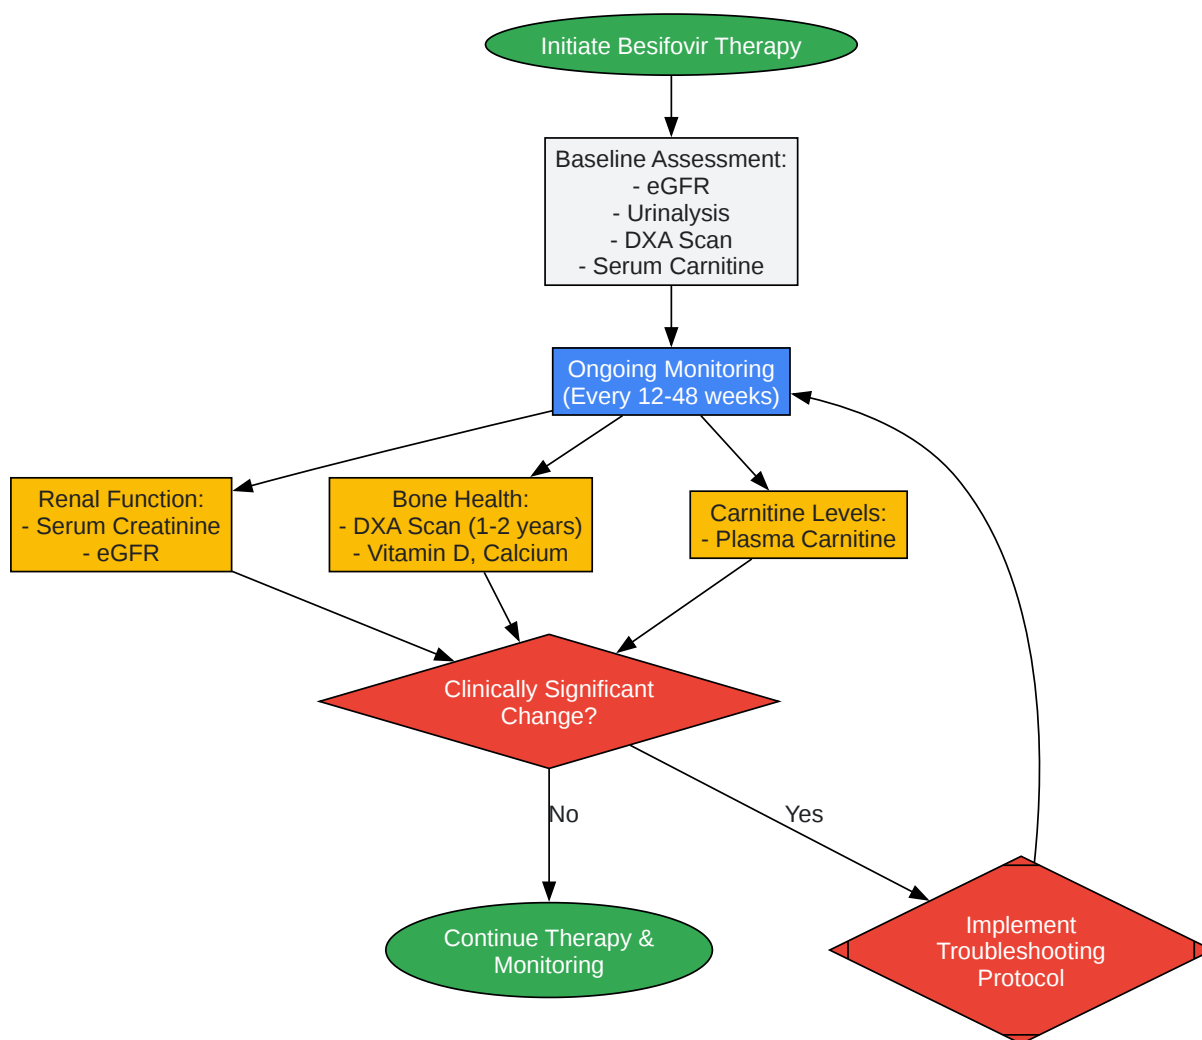 Initiate Besifovir Therapy
Baseline Assessment:
- eGFR
- Urinalysis
- DXA Scan
- Serum Carnitine
Ongoing Monitoring
(Every 12-48 weeks)
Renal Function:
- Serum Creatinine
- eGFR
Bone Health:
- DXA Scan (1-2 years)
- Vitamin D, Calcium
Carnitine Levels:
- Plasma Carnitine
Clinically Significant
Change?
No
Yes
Continue Therapy &
Monitoring
Implement
Troubleshooting
Protocol